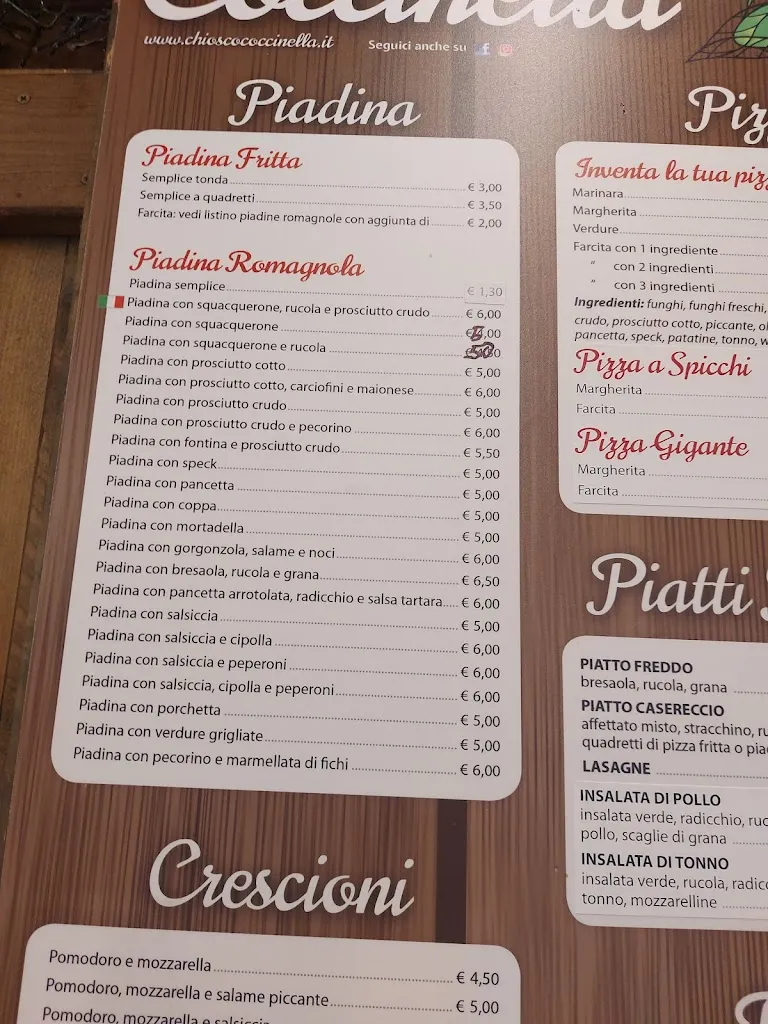 Coccinella
www.chioscococcinella.it
Seguici anche su
Piadina
Piadina Fritta
Semplice tonda € 3,00
Semplice a quadretti € 3,50
Farcita: vedi listino piadine romagnole con aggiunta di € 2,00
Piadina Romagnola
Piadina semplice € 1,30
Piadina con squacquerone, rucola e prosciutto crudo € 6,00
Piadina con squacquerone
Piadina con squacquerone e rucola
Piadina con prosciutto cotto € 5,00
Piadina con prosciutto cotto, carciofini e maionese € 6,00
Piadina con prosciutto crudo € 5,00
Piadina con prosciutto crudo e pecorino € 6,00
Piadina con fontina e prosciutto crudo € 5,50
Piadina con speck € 5,00
Piadina con pancetta € 5,00
Piadina con coppa € 5,00
Piadina con mortadella € 5,00
Piadina con gorgonzola, salame e noci € 6,00
Piadina con bresaola, rucola e grana € 6,50
Piadina con pancetta arrotolata, radicchio e salsa tartara € 6,00
Piadina con salsiccia € 5,00
Piadina con salsiccia e cipolla € 6,00
Piadina con salsiccia e peperoni € 6,00
Piadina con salsiccia, cipolla e peperoni € 6,00
Piadina con porchetta € 5,00
Piadina con verdure grigliate € 5,00
Piadina con pecorino e marmellata di fichi € 6,00
Crescioni
Pomodoro e mozzarella € 4,50
Pomodoro, mozzarella e salame piccante € 5,00
Pomodoro, mozzarella e salsiccia
Piz
Inventa la tua piz
Marinara
Margherita
Verdure
Farcita con 1 ingrediente
" con 2 ingredienti
" con 3 ingredienti
Ingredienti: funghi, funghi freschi,
crudo, prosciutto cotto, piccante,
pancetta, speck, patatine, tonno,
Pizza a Spicchi
Margherita
Farcita
Pizza Gigante
Margherita
Farcita
Piatti
PIATTO FREDDO
bresaola, rucola, grana
PIATTO CASERECCIO
affettato misto, stracchino,
quadretti di pizza fritta o
LASAGNE
INSALATA DI POLLO
insalata verde, radicchio,
pollo, scaglie di grana
INSALATA DI TONNO
insalata verde, rucola,
tonno, mozzarelline